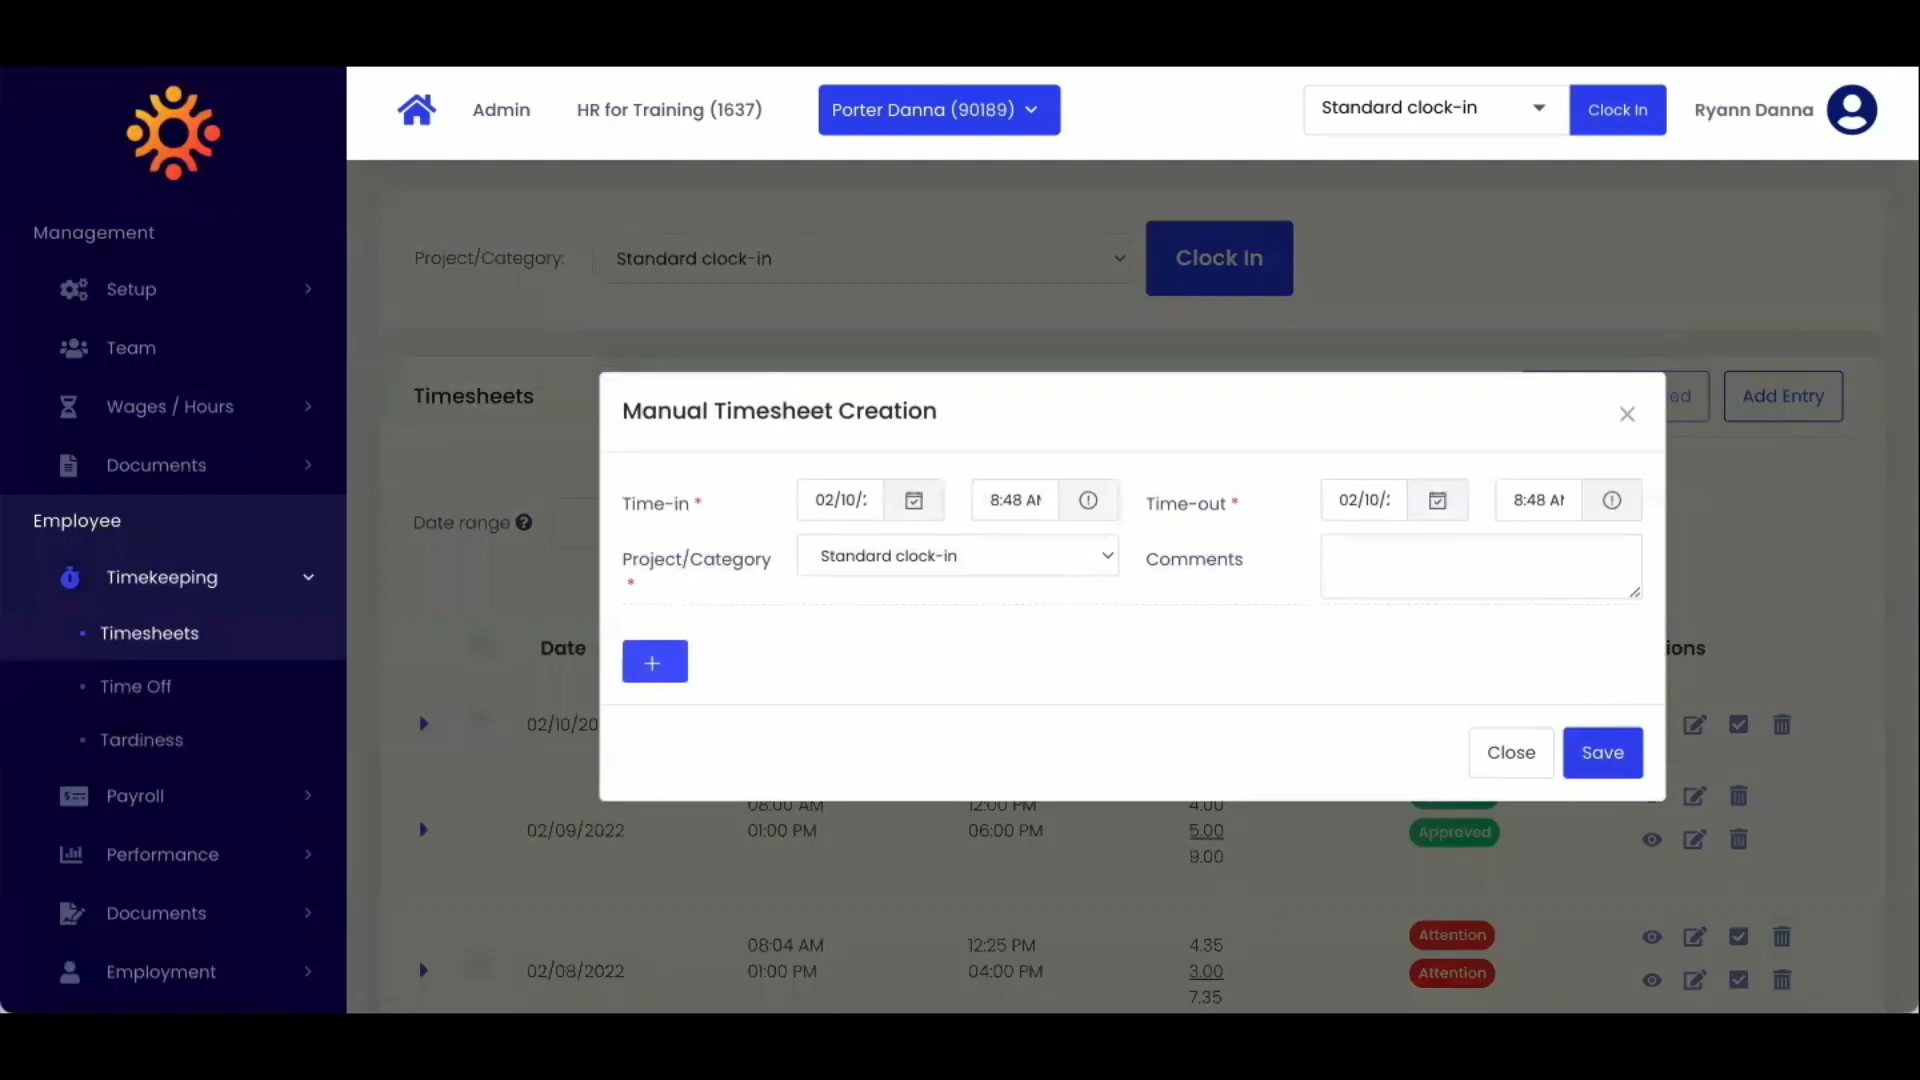 Admin
HR for Training (1637)
Porter Danna (90189)
Standard clock-in
Clock In
Ryann Danna
Management
Setup
Team
Wages / Hours
Documents
Employee
Timekeeping
Timesheets
Time Off
Tardiness
Payroll
Performance
Documents
Employment
Project/Category:
Standard clock-in
Clock In
Timesheets
ed
Add Entry
Date range
Manual Timesheet Creation
Time-in *
02/10/
8:48 A
Time-out *
02/10/
8:48 A
Project/Category *
Standard clock-in
Comments
+
Close
Save
Date
ions
02/10/20
08:00 AM 12:00 PM 4.00
02/09/2022 01:00 PM 06:00 PM 5.00 Approved
9.00
08:04 AM 12:25 PM 4.35 Attention
02/08/2022 01:00 PM 04:00 PM 3.00 Attention
7.35